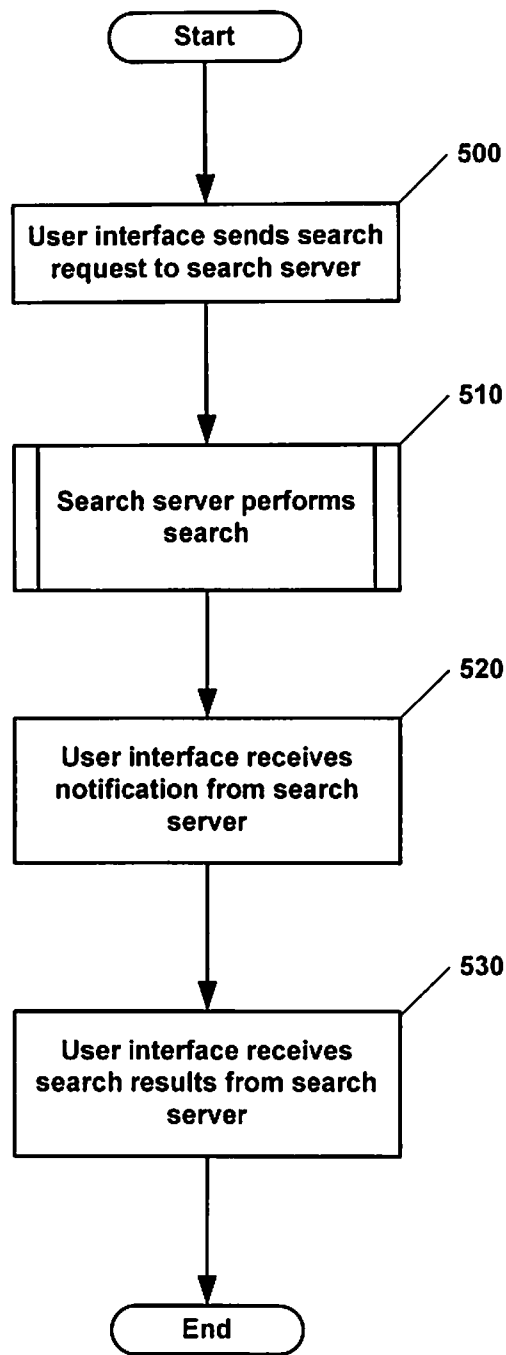 Start
500
User interface sends search
request to search server
510
Search server performs
search
520
User interface receives
notification from search
server
530
User interface receives
search results from search
server
End